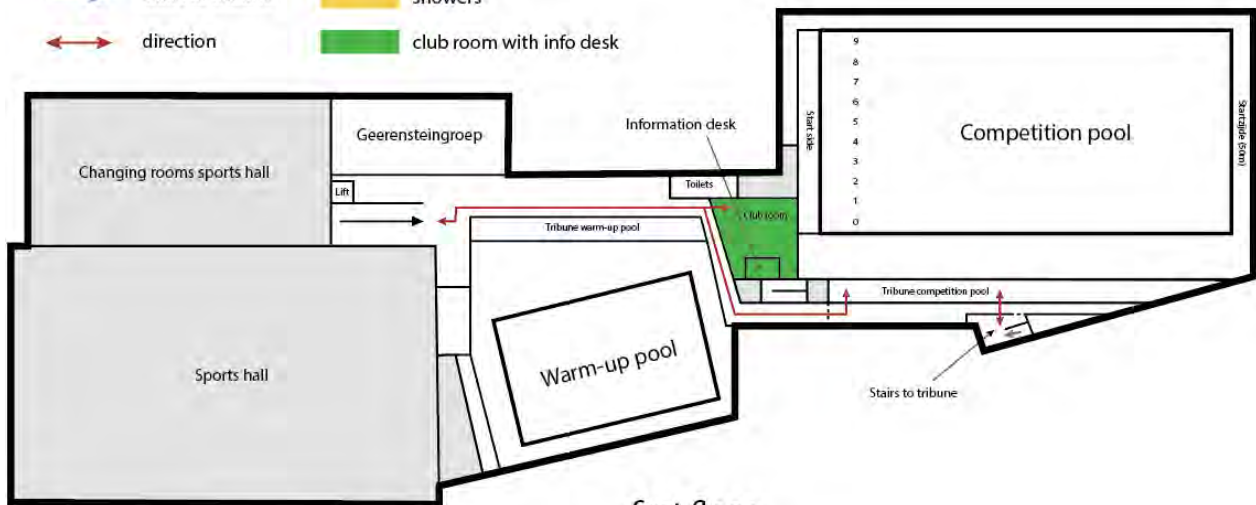 showers
direction
club room with info desk
Geerensteingroep
Changing rooms sports hall
Lift
Information desk
Toilets
Club room
Tribune warm-up pool
Start side
9
8
7
6
5
4
3
2
1
0
Competition pool
Startzijde (50m)
Tribune competition pool
Sports hall
Warm-up pool
Stairs to tribune